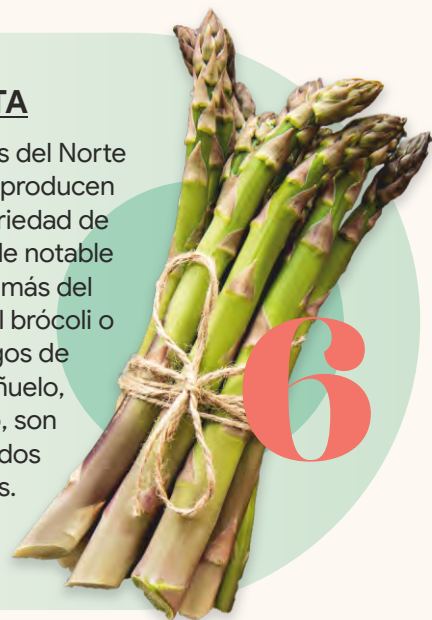 TA
s del Norte
producen
riedad de
de notable
más del
l brócoli o
gos de
ñuelo,
o, son
dos
s.
6